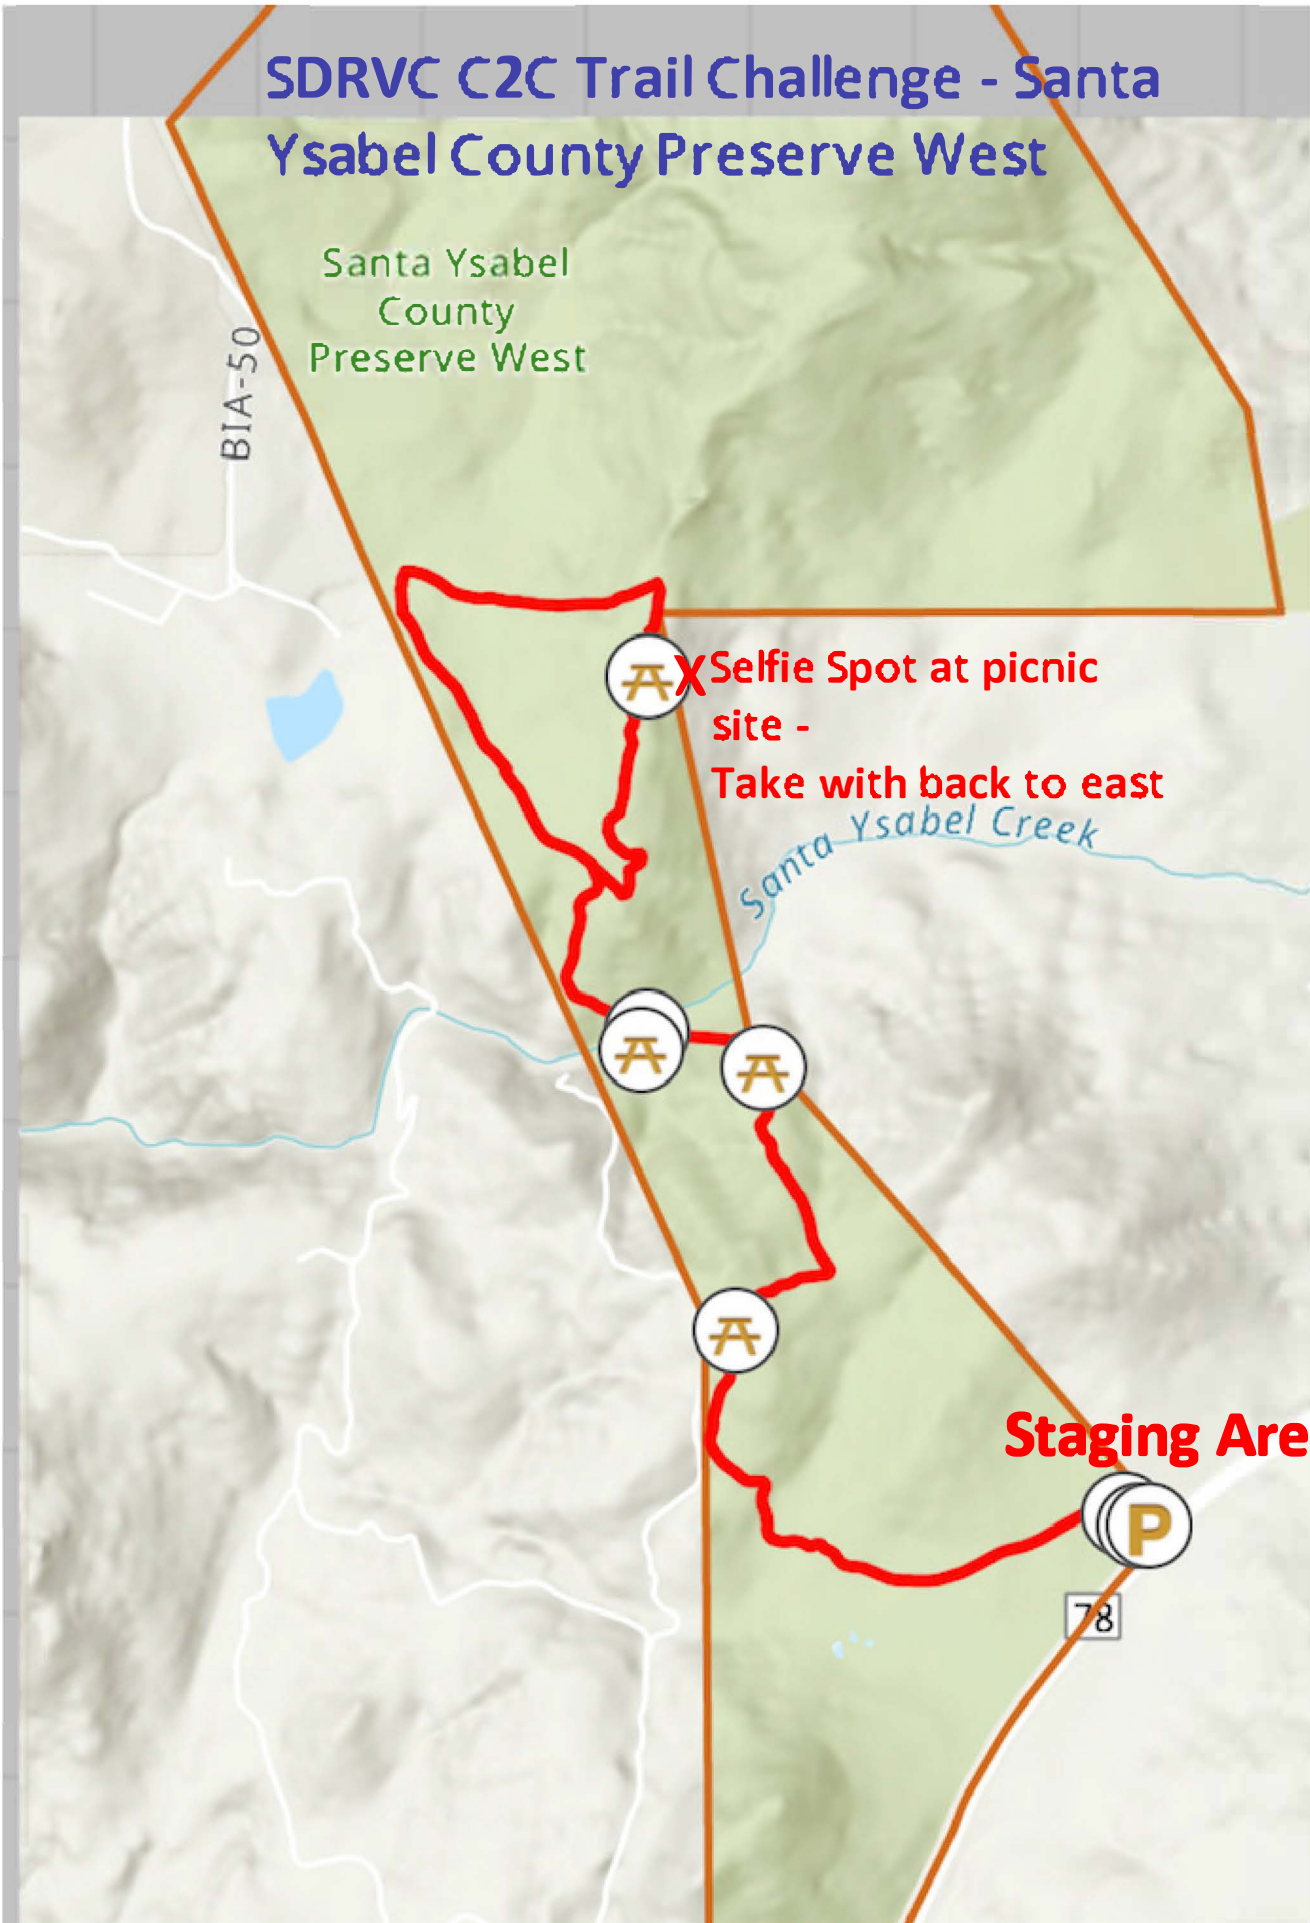 SDRVC C2C Trail Challenge - Santa
Ysabel County Preserve West
Santa Ysabel
County
Preserve West
BIA-50
XSelfie Spot at picnic
site -
Take with back to east
Santa Ysabel Creek
Staging Are
P
78